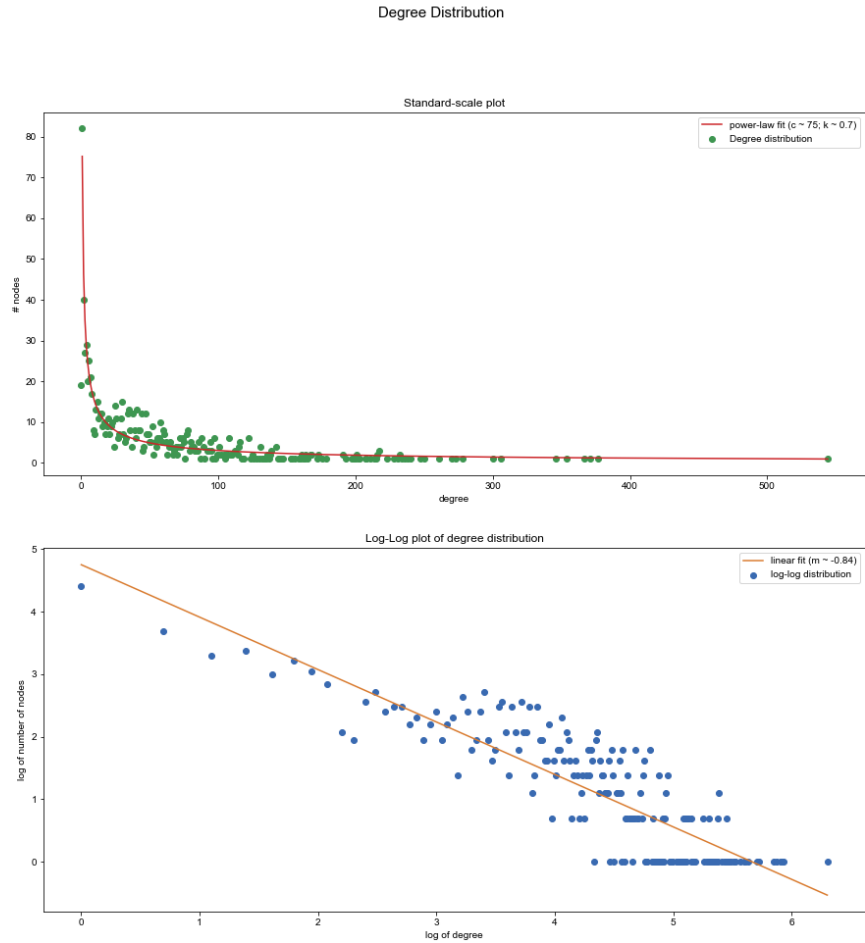 Degree Distribution
Standard-scale plot
power-law fit (c ~ 75; k ~ 0.7)
Degree distribution
80
70
60
50
40
30
20
10
0
# nodes
0 100 200 300 400 500
degree
Log-Log plot of degree distribution
linear fit (m ~ -0.84)
log-log distribution
5
4
3
2
1
0
log of number of nodes
0 1 2 3 4 5 6
log of degree